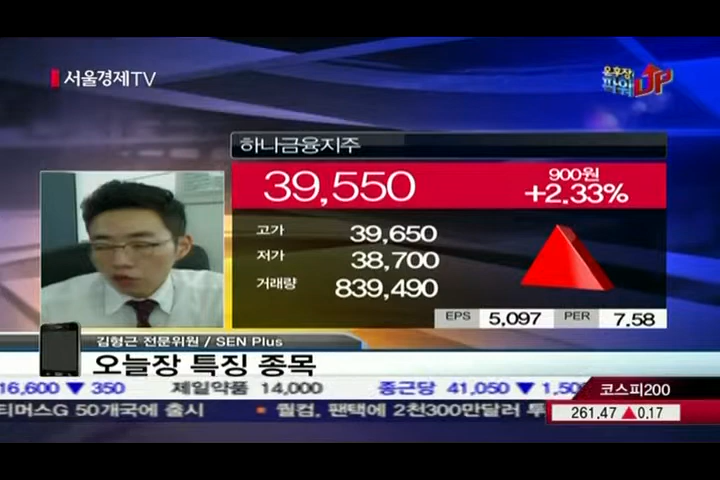 서울경제TV
오후장
파워UP
하나금융지주
39,550
900원
+2.33%
고가 39,650
저가 38,700
거래량 839,490
EPS 5,097 PER 7.58
김형근 전문위원 / SEN Plus
오늘장 특징 종목
16,600 ▼ 350 제일약품 14,000 종근당 41,050 ▼ 1,50
코스피200
티머스G 50개국에 출시 ▪ 퀄컴, 팬택에 2천300만달러 투
261.47 ▲0.17